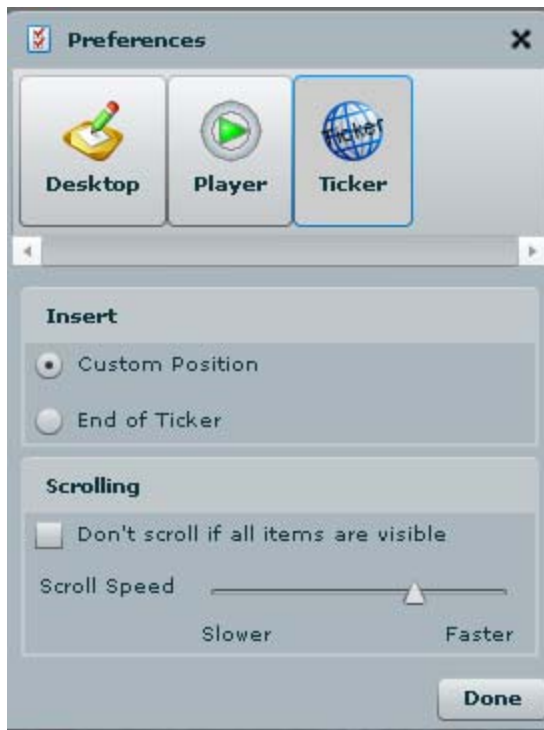 Preferences
Ticker
Desktop Player Ticker
Insert
Custom Position
End of Ticker
Scrolling
Don't scroll if all items are visible
Scroll Speed
Slower Faster
Done